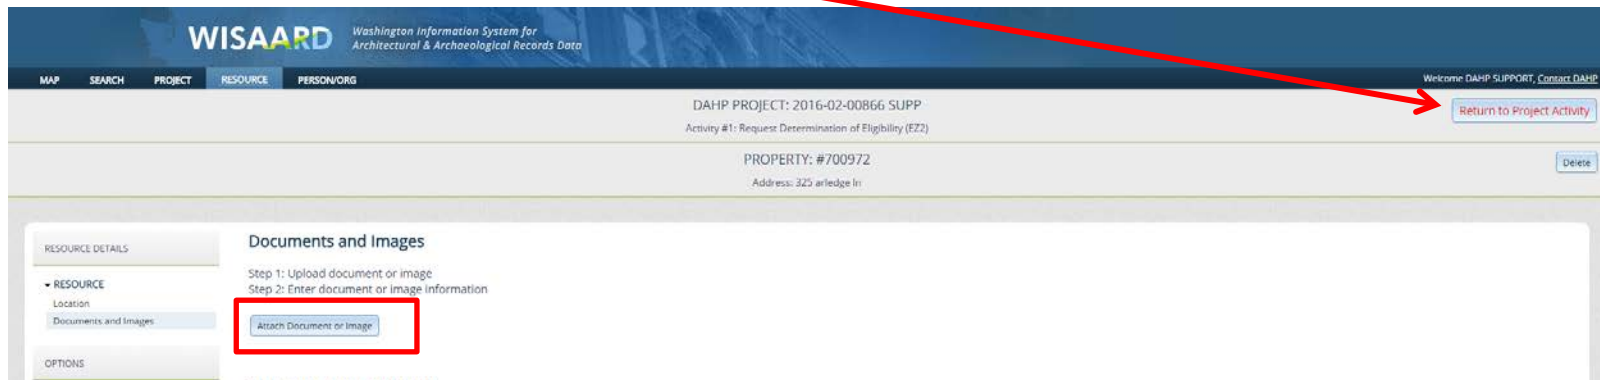 WISAARD
Washington Information System for
Architectural & Archaeological Records Data
MAP SEARCH PROJECT RESOURCE PERSON/ORG
Welcome DAHP SUPPORT, Contact DAHP
DAHP PROJECT: 2016-02-00866 SUPP
Activity #1: Request Determination of Eligibility (EZ2)
Return to Project Activity
PROPERTY: #700972
Address: 325 arledge ln
Delete
RESOURCE DETAILS
RESOURCE
Location
Documents and Images
OPTIONS
Documents and Images
Step 1: Upload document or image
Step 2: Enter document or image information
Attach Document or Image